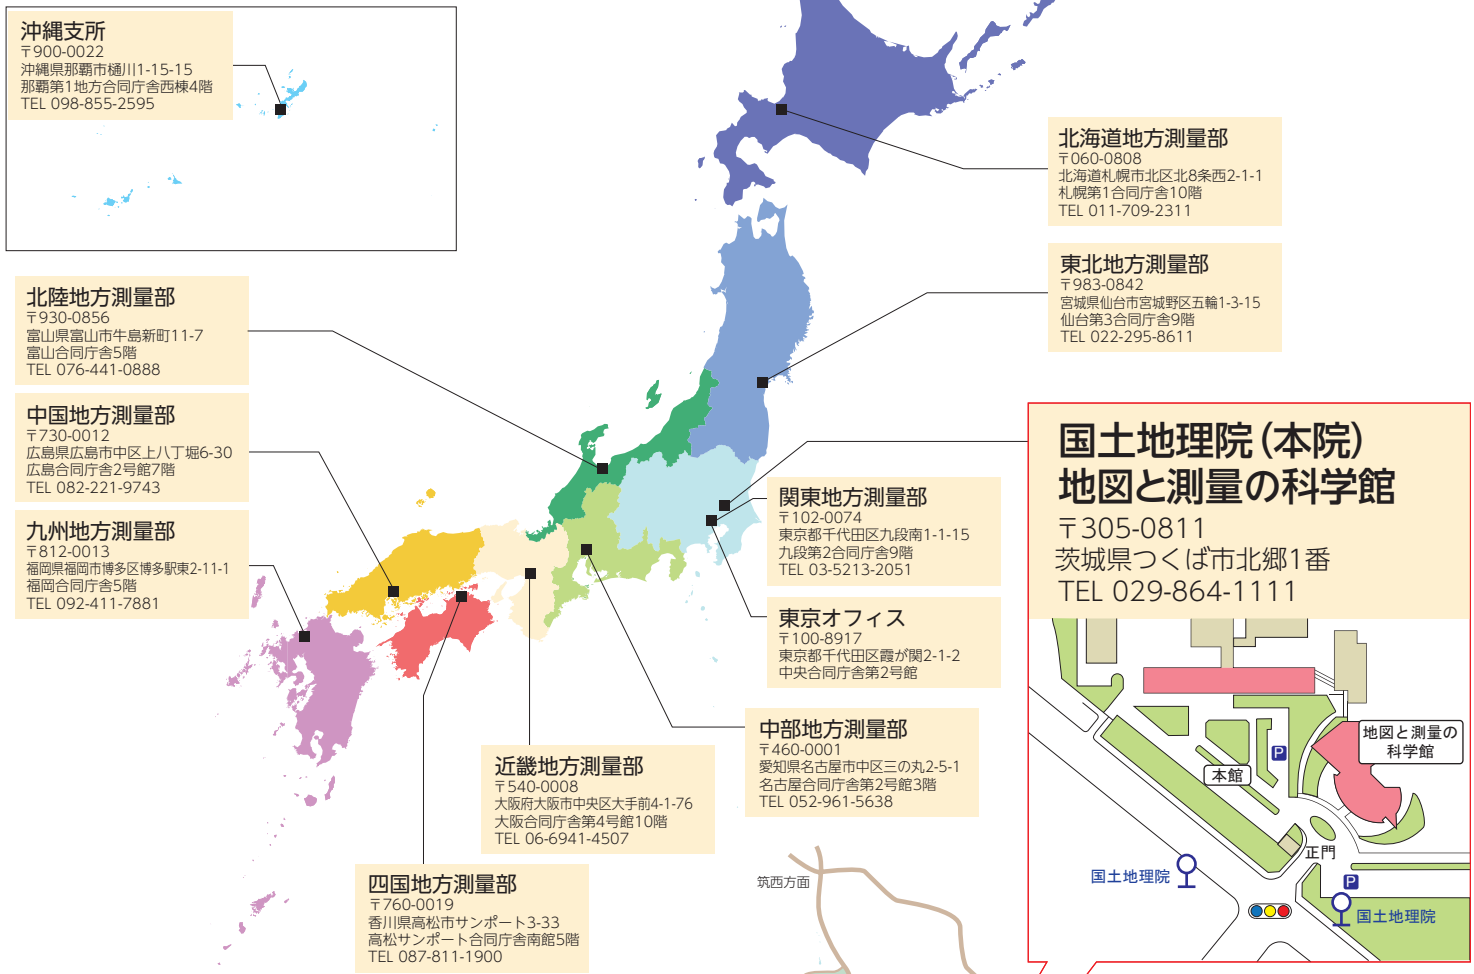 沖縄支所
〒900-0022
沖縄県那覇市樋川1-15-15
那覇第1地方合同庁舎西棟4階
TEL 098-855-2595
北海道地方測量部
〒060-0808
北海道札幌市北区北8条西2-1-1
札幌第1合同庁舎10階
TEL 011-709-2311
東北地方測量部
〒983-0842
宮城県仙台市宮城野区五輪1-3-15
仙台第3合同庁舎9階
TEL 022-295-8611
北陸地方測量部
〒930-0856
富山県富山市牛島新町11-7
富山合同庁舎5階
TEL 076-441-0888
中国地方測量部
〒730-0012
広島県広島市中区上八丁堀6-30
広島合同庁舎2号館7階
TEL 082-221-9743
九州地方測量部
〒812-0013
福岡県福岡市博多区博多駅東2-11-1
福岡合同庁舎5階
TEL 092-411-7881
国土地理院(本院)
地図と測量の科学館
〒305-0811
茨城県つくば市北郷1番
TEL 029-864-1111
関東地方測量部
〒102-0074
東京都千代田区九段南1-1-15
九段第2合同庁舎9階
TEL 03-5213-2051
東京オフィス
〒100-8917
東京都千代田区霞が関2-1-2
中央合同庁舎第2号館
中部地方測量部
〒460-0001
愛知県名古屋市中区三の丸2-5-1
名古屋合同庁舎第2号館3階
TEL 052-961-5638
近畿地方測量部
〒540-0008
大阪府大阪市中央区大手前4-1-76
大阪合同庁舎第4号館10階
TEL 06-6941-4507
四国地方測量部
〒760-0019
香川県高松市サンポート3-33
高松サンポート合同庁舎南館5階
TEL 087-811-1900
地図と測量の
科学館
P
本館
正門
国土地理院
P
国土地理院
筑西方面